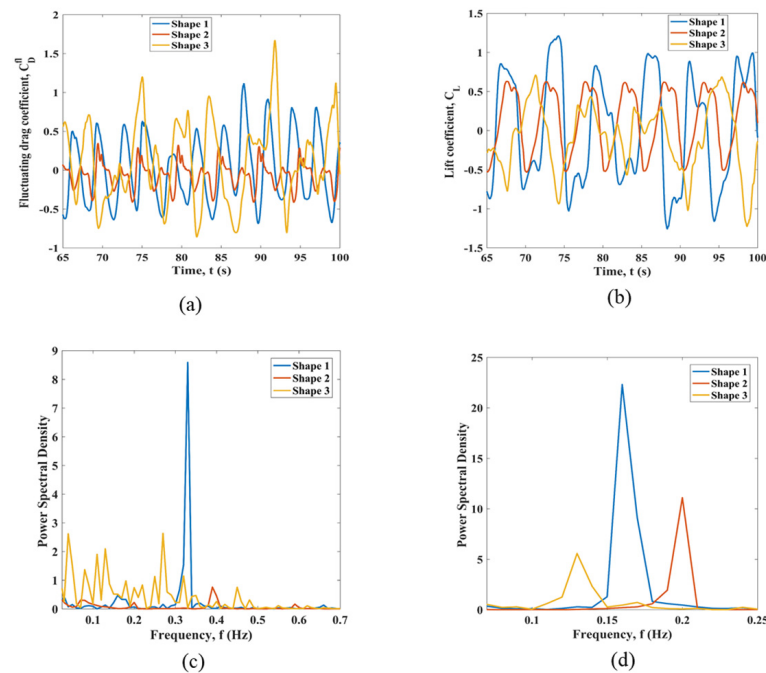 Shape 1
Shape 2
Shape 3
Fluctuating drag coefficient, C_D^fl
2
1.5
1
0.5
0
-0.5
-1
65 70 75 80 85 90 95 100
Time, t (s)
(a)
Shape 1
Shape 2
Shape 3
Lift coefficient, C_L
1.5
1
0.5
0
-0.5
-1
-1.5
65 70 75 80 85 90 95 100
Time, t (s)
(b)
Shape 1
Shape 2
Shape 3
Power Spectral Density
9
8
7
6
5
4
3
2
1
0
0.1 0.2 0.3 0.4 0.5 0.6 0.7
Frequency, f (Hz)
(c)
Shape 1
Shape 2
Shape 3
Power Spectral Density
25
20
15
10
5
0
0.1 0.15 0.2 0.25
Frequency, f (Hz)
(d)